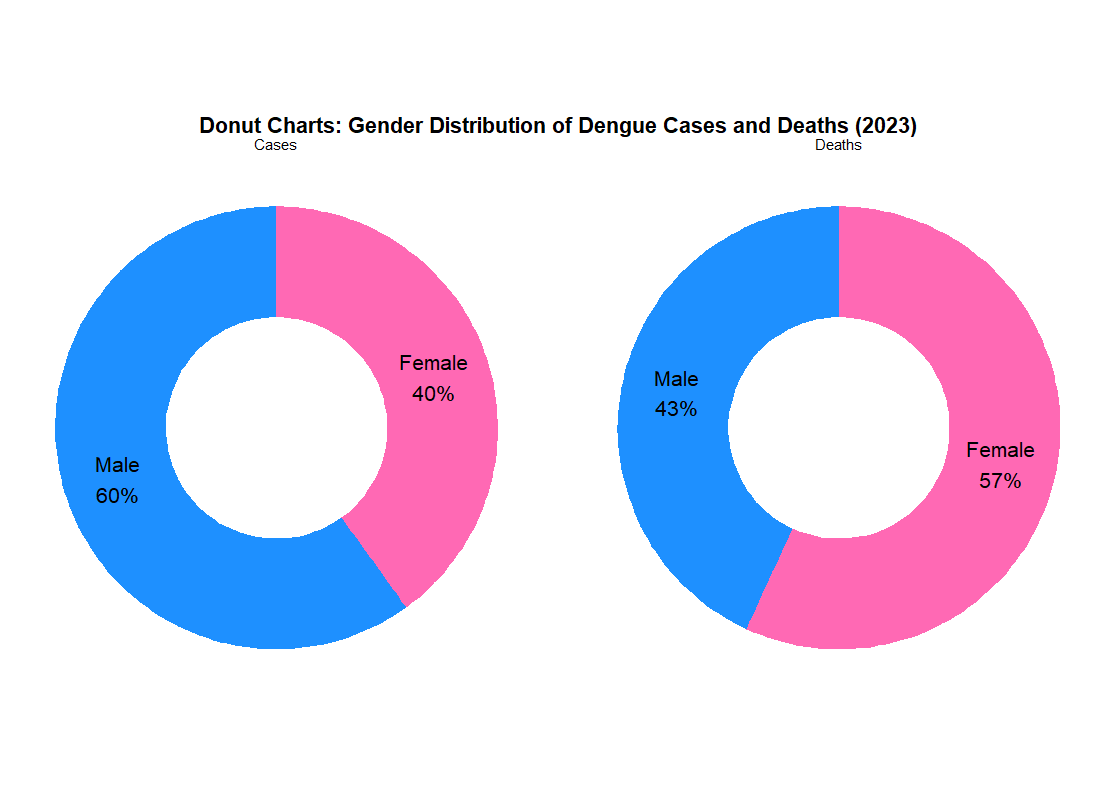 Donut Charts: Gender Distribution of Dengue Cases and Deaths (2023)
Cases
Deaths
Female
40%
Male
60%
Male
43%
Female
57%